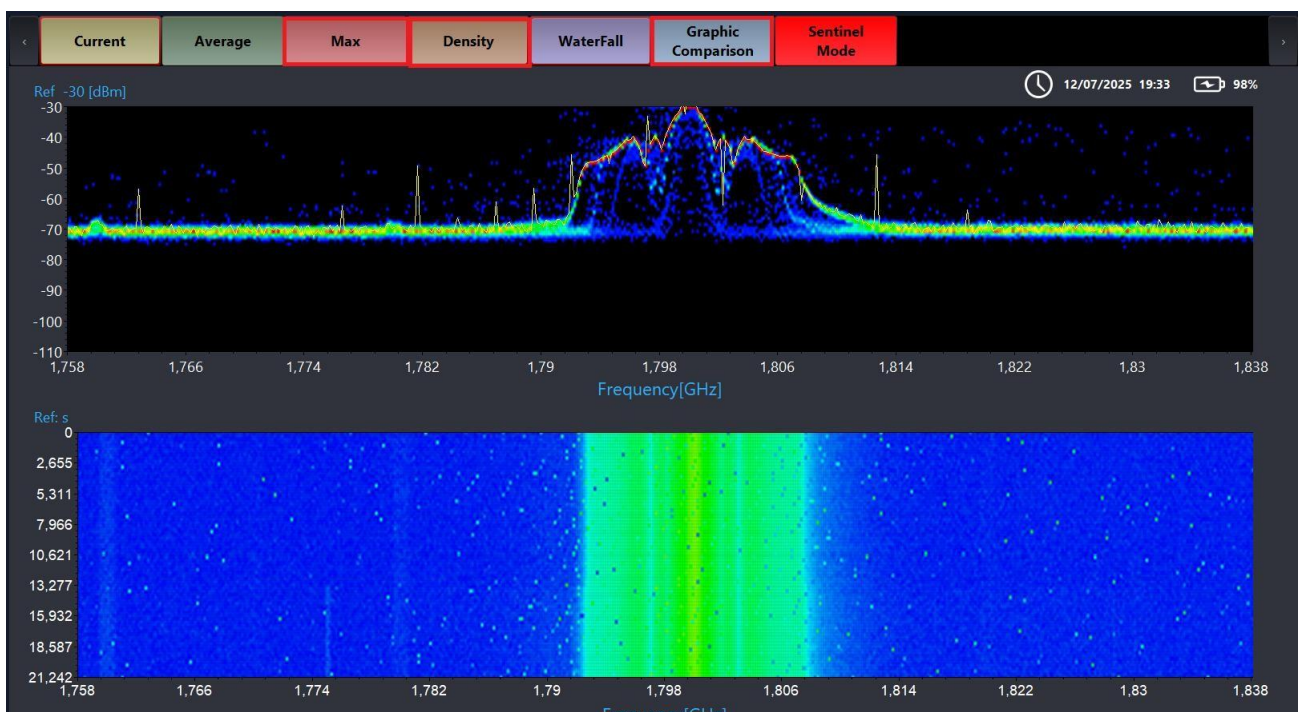 ‹ Current Average Max Density WaterFall Graphic Comparison Sentinel Mode ›
12/07/2025 19:33 98%
Ref -30 [dBm]
-30
-40
-50
-60
-70
-80
-90
-100
-110
1,758 1,766 1,774 1,782 1,79 1,798 1,806 1,814 1,822 1,83 1,838
Frequency[GHz]
Ref: s
0
2.655
5.311
7,966
10,621
13,277
15,932
18,587
21,242
1,758 1,766 1,774 1,782 1,79 1,798 1,806 1,814 1,822 1,83 1,838
Frequency[GHz]